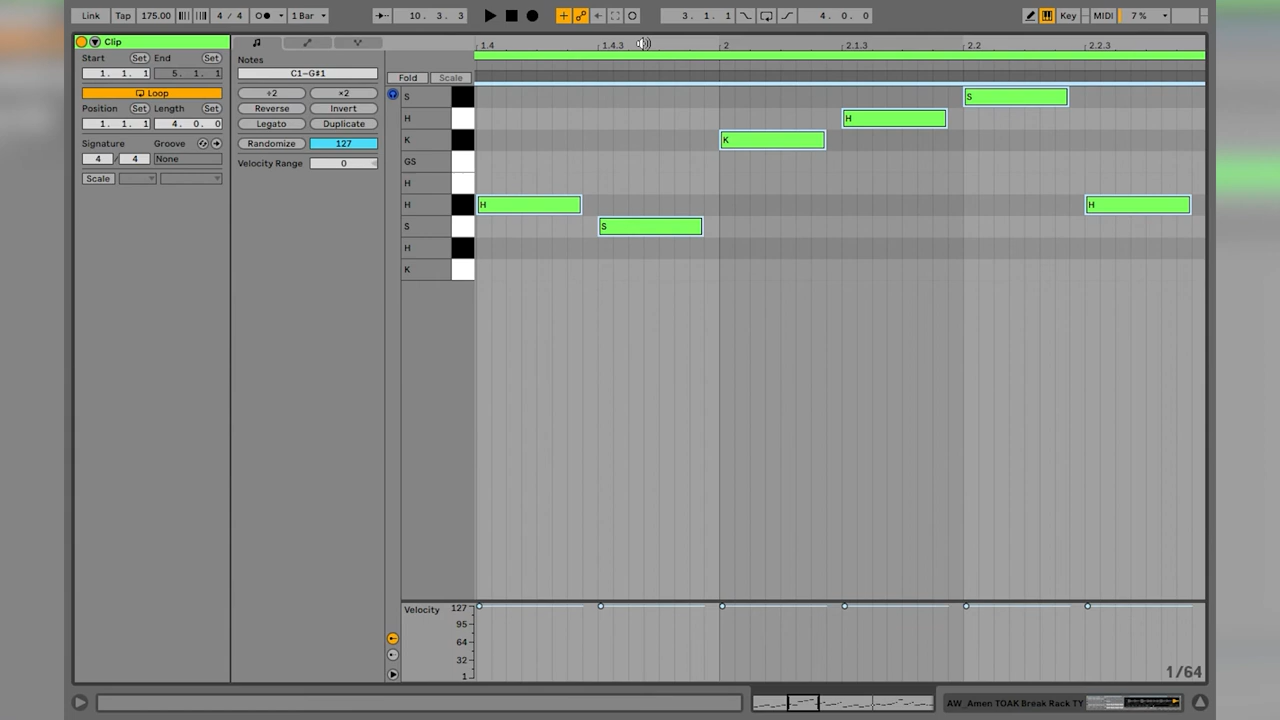 Link Tap 175.00 4 / 4 1 Bar 10. 3. 3 3. 1. 1 4. 0. 0 Key MIDI 7 %
Clip
Start Set End Set
1. 1. 1 5. 1. 1
Loop
Position Set Length Set
1. 1. 1 4. 0. 0
Signature Groove
4 / 4 None
Scale
Notes
C1-G#1
÷2 ×2
Reverse Invert
Legato Duplicate
Randomize 127
Velocity Range 0
1.4 1.4.3 2 2.1.3 2.2 2.2.3
Fold Scale
S S
H H
K K
GS
H
H H H
S S
H
K
Velocity 127
95
64
32
1
1/64
AW_Amen TOAK Break Rack TY